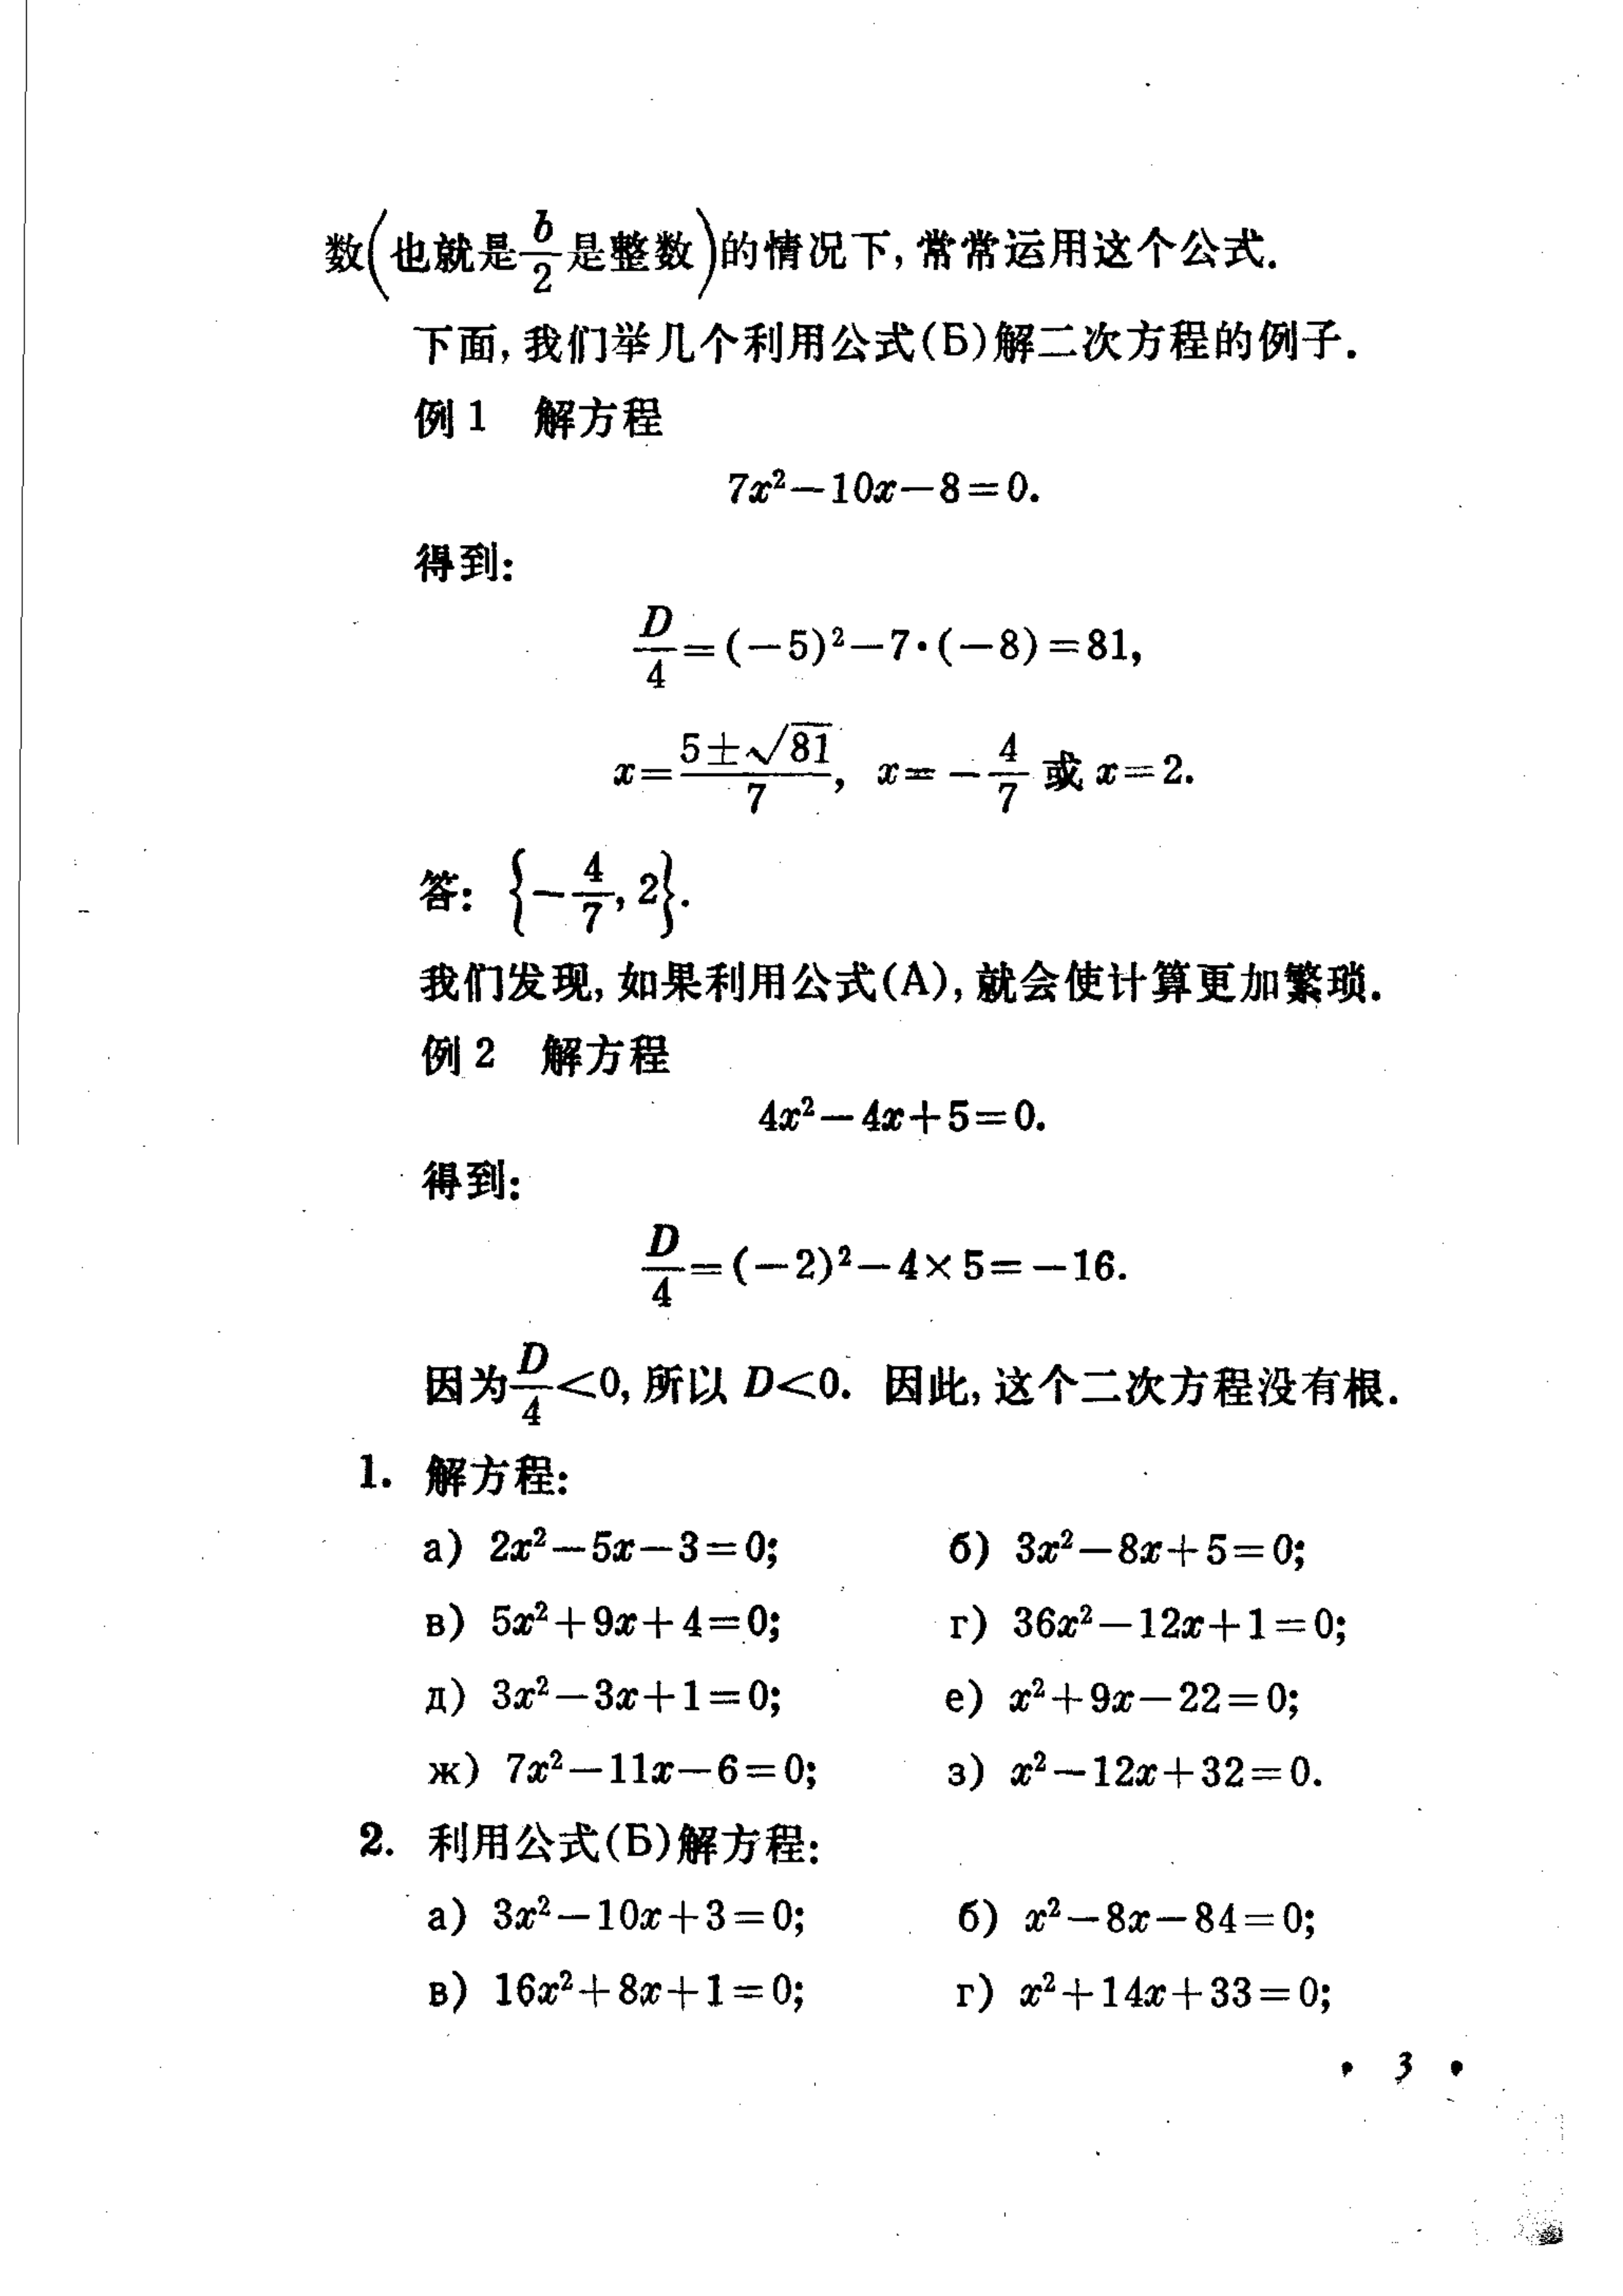 数(也就是 b/2 是整数)的情况下,常常运用这个公式.
下面,我们举几个利用公式(Б)解二次方程的例子.
例1 解方程
7x²−10x−8=0.
得到:
D/4=(−5)²−7·(−8)=81,
x=(5±√81)/7, x=−4/7 或 x=2.
答: {−4/7, 2}.
我们发现,如果利用公式(А),就会使计算更加繁琐.
例2 解方程
4x²−4x+5=0.
得到:
D/4=(−2)²−4×5=−16.
因为 D/4<0,所以 D<0. 因此,这个二次方程没有根.
1. 解方程:
а) 2x²−5x−3=0; б) 3x²−8x+5=0;
в) 5x²+9x+4=0; г) 36x²−12x+1=0;
д) 3x²−3x+1=0; е) x²+9x−22=0;
ж) 7x²−11x−6=0; з) x²−12x+32=0.
2. 利用公式(Б)解方程:
а) 3x²−10x+3=0; б) x²−8x−84=0;
в) 16x²+8x+1=0; г) x²+14x+33=0;
• 3 •